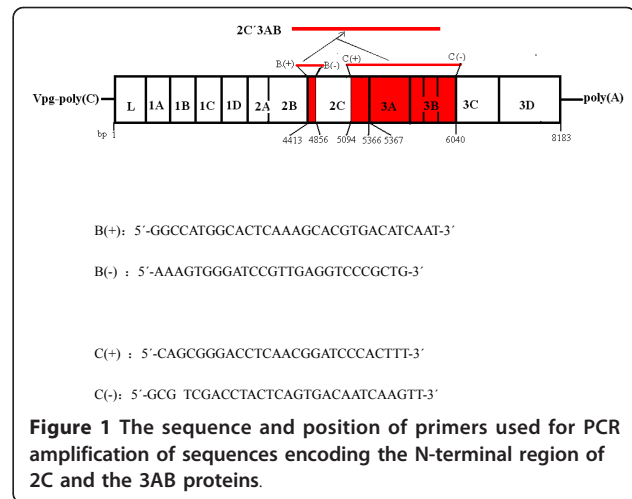 2C´3AB
B(+) B(-) C(+) C(-)
Vpg-poly(C) L 1A 1B 1C 1D 2A 2B 2C 3A 3B 3C 3D poly(A)
bp 1 4413 4856 5094 5366 5367 6040 8183
B(+): 5´-GGCCATGGCACTCAAAGCACGTGACATCAAT-3´
B(-) : 5´-AAAGTGGGATCCGTTGAGGTCCCGCTG-3´
C(+) : 5´-CAGCGGGACCTCAACGGATCCCACTTT-3´
C(-): 5´-GCG TCGACCTACTCAGTGACAATCAAGTT-3´
Figure 1 The sequence and position of primers used for PCR
amplification of sequences encoding the N-terminal region of
2C and the 3AB proteins.